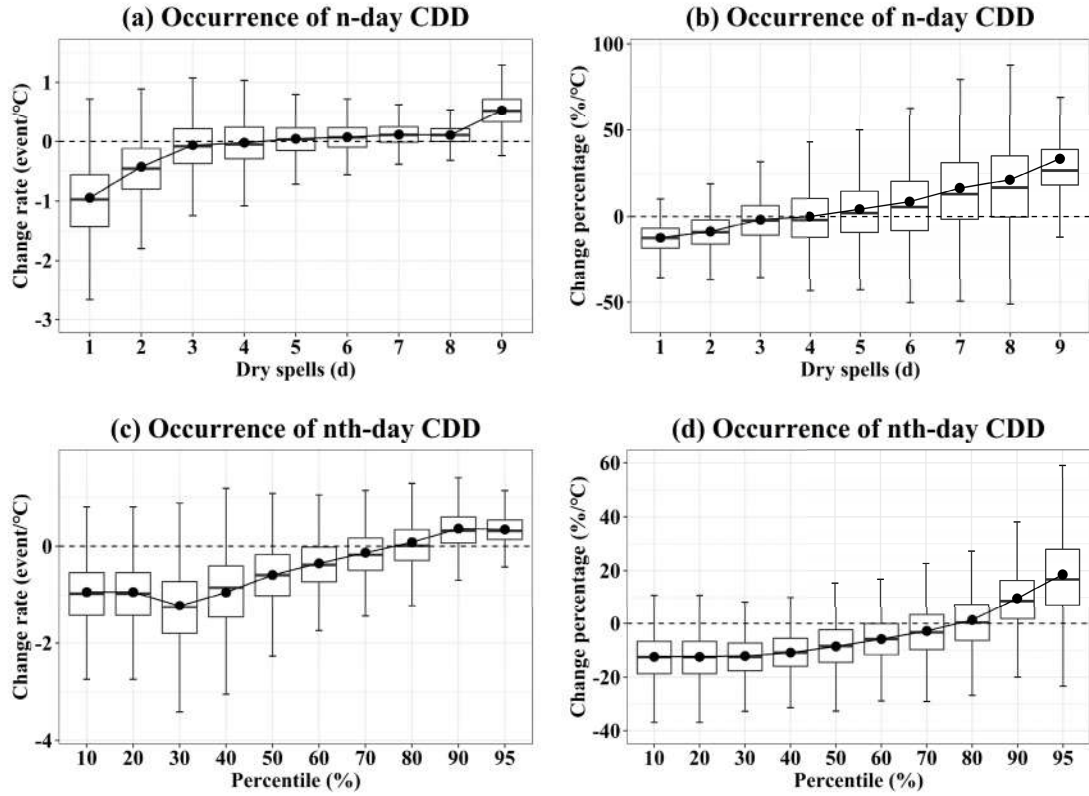 (a) Occurrence of n-day CDD
Change rate (event/°C)
1
0
-1
-2
-3
1 2 3 4 5 6 7 8 9
Dry spells (d)
(b) Occurrence of n-day CDD
Change percentage (%/°C)
100
50
0
-50
1 2 3 4 5 6 7 8 9
Dry spells (d)
(c) Occurrence of nth-day CDD
Change rate (event/°C)
0
-2
-4
10 20 30 40 50 60 70 80 90 95
Percentile (%)
(d) Occurrence of nth-day CDD
Change percentage (%/°C)
60
40
20
0
-20
-40
10 20 30 40 50 60 70 80 90 95
Percentile (%)